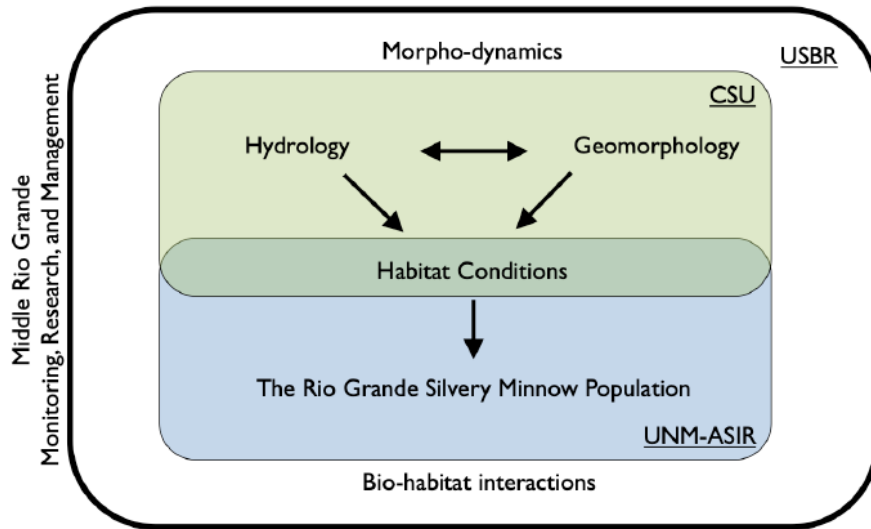 Middle Rio Grande
Monitoring, Research, and Management
Morpho-dynamics
USBR
CSU
Hydrology
Geomorphology
Habitat Conditions
The Rio Grande Silvery Minnow Population
UNM-ASIR
Bio-habitat interactions